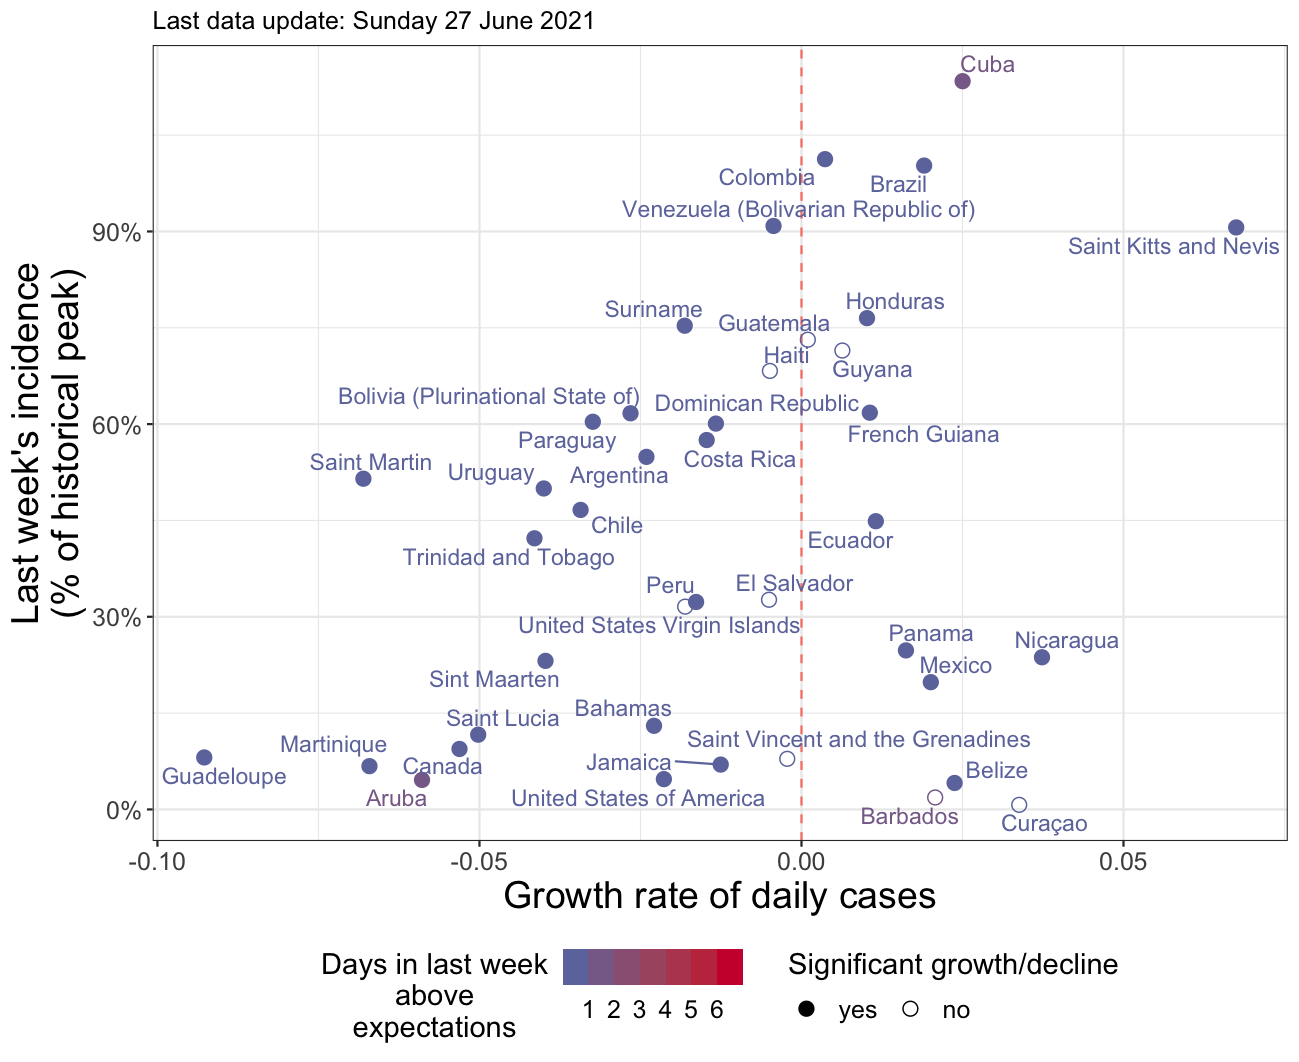 Last data update: Sunday 27 June 2021
Cuba
Colombia
Brazil
Venezuela (Bolivarian Republic of)
90%
Saint Kitts and Nevis
Honduras
Suriname
Guatemala
Haiti
Guyana
Bolivia (Plurinational State of)
Dominican Republic
60%
Paraguay
French Guiana
Saint Martin
Costa Rica
Uruguay
Argentina
Chile
Ecuador
Trinidad and Tobago
Peru
El Salvador
30%
United States Virgin Islands
Panama
Nicaragua
Mexico
Sint Maarten
Bahamas
Saint Lucia
Saint Vincent and the Grenadines
Martinique
Jamaica
Canada
Belize
Guadeloupe
Aruba
United States of America
0%
Barbados
Curaçao
Last week's incidence
(% of historical peak)
-0.10
-0.05
0.00
0.05
Growth rate of daily cases
Days in last week
above
expectations
1 2 3 4 5 6
Significant growth/decline
yes
no